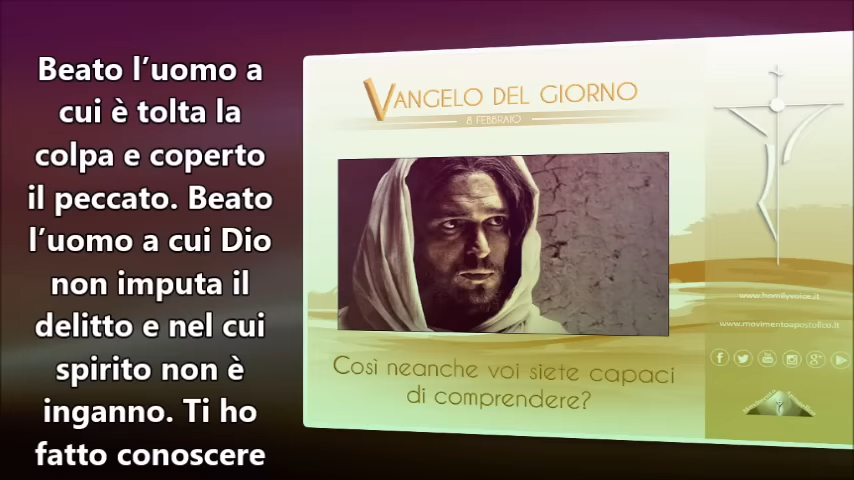 Beato l’uomo a
cui è tolta la
colpa e coperto
il peccato. Beato
l’uomo a cui Dio
non imputa il
delitto e nel cui
spirito non è
inganno. Ti ho
fatto conoscere
VANGELO DEL GIORNO
8 FEBBRAIO
Così neanche voi siete capaci
di comprendere?
www.homilyvoice.it
www.movimentoapostolico.it